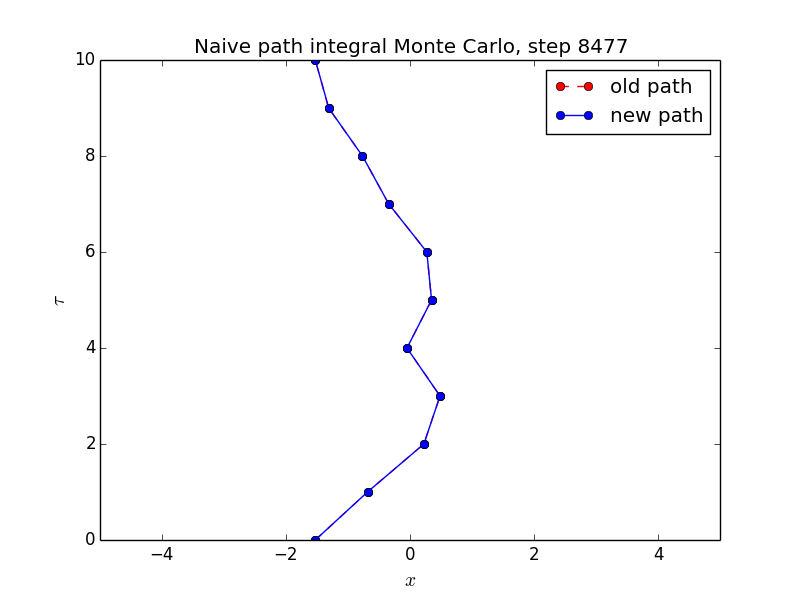 Naive path integral Monte Carlo, step 8477
old path
new path
10
8
6
4
2
0
τ
−4 −2 0 2 4
x